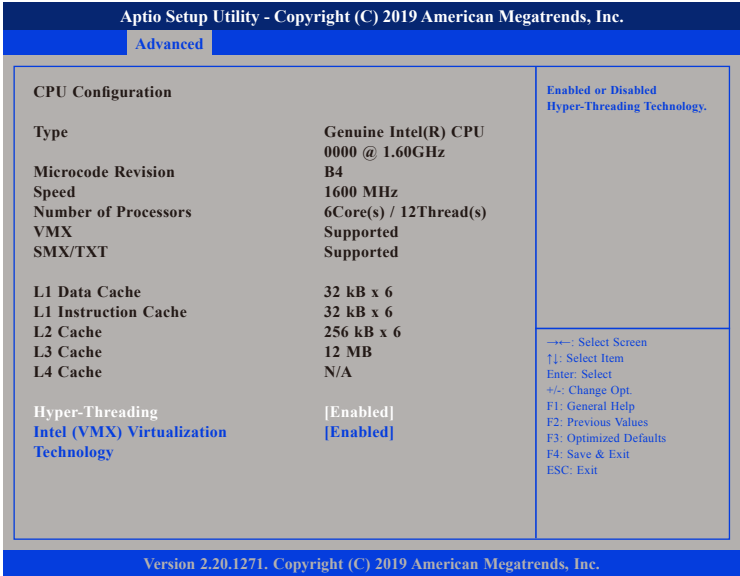 Aptio Setup Utility - Copyright (C) 2019 American Megatrends, Inc.
Advanced
CPU Configuration
Type Genuine Intel(R) CPU
0000 @ 1.60GHz
Microcode Revision B4
Speed 1600 MHz
Number of Processors 6Core(s) / 12Thread(s)
VMX Supported
SMX/TXT Supported
L1 Data Cache 32 kB x 6
L1 Instruction Cache 32 kB x 6
L2 Cache 256 kB x 6
L3 Cache 12 MB
L4 Cache N/A
Hyper-Threading [Enabled]
Intel (VMX) Virtualization [Enabled]
Technology
Enabled or Disabled
Hyper-Threading Technology.
→←: Select Screen
↑↓: Select Item
Enter: Select
+/-: Change Opt.
F1: General Help
F2: Previous Values
F3: Optimized Defaults
F4: Save & Exit
ESC: Exit
Version 2.20.1271. Copyright (C) 2019 American Megatrends, Inc.